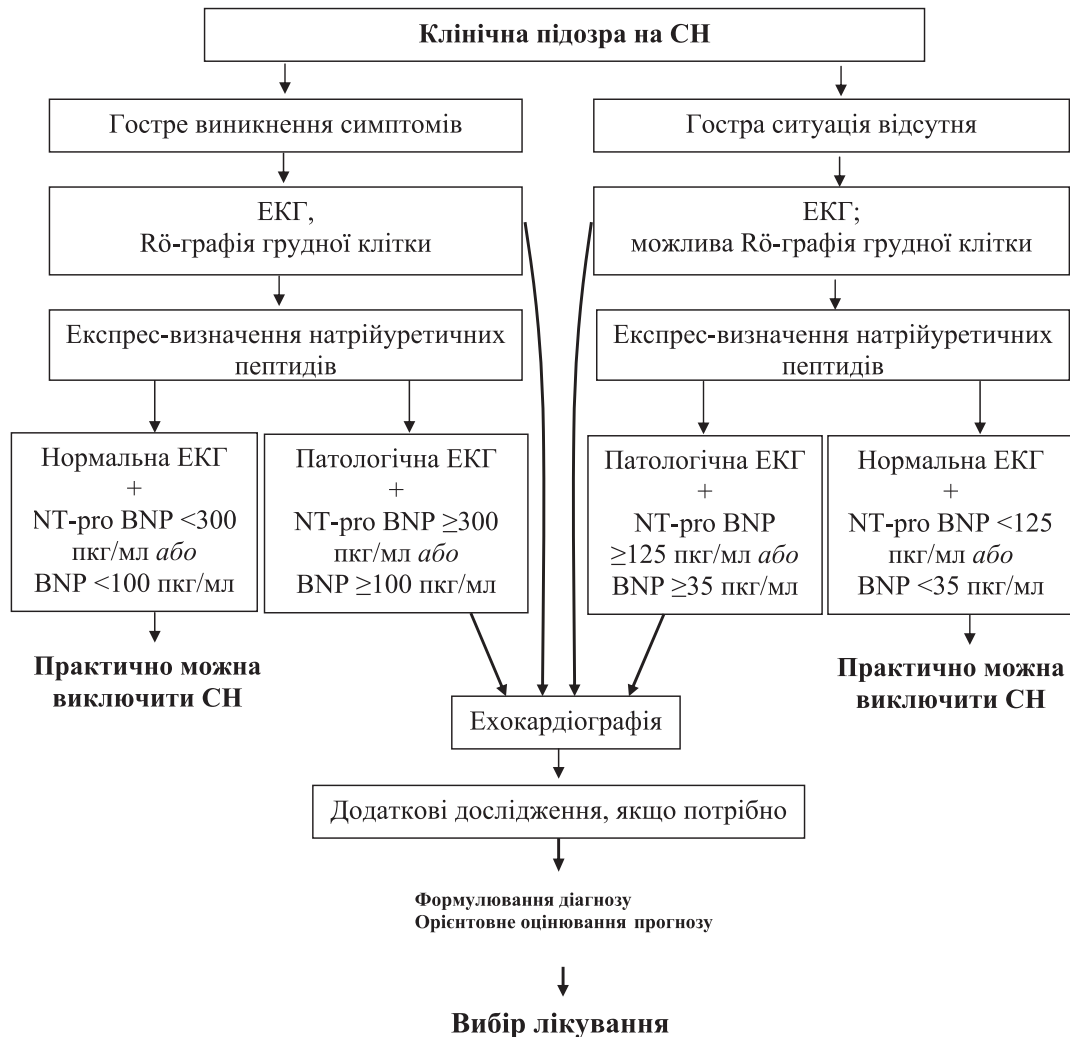 Клінічна підозра на СН
Гостре виникнення симптомів
Гостра ситуація відсутня
ЕКГ,
Rö-графія грудної клітки
ЕКГ;
можлива Rö-графія грудної клітки
Експрес-визначення натрійуретичних
пептидів
Експрес-визначення натрійуретичних
пептидів
Нормальна ЕКГ
+
NT-pro BNP <300
пкг/мл або
BNP <100 пкг/мл
Патологічна ЕКГ
+
NT-pro BNP ≥300
пкг/мл або
BNP ≥100 пкг/мл
Патологічна ЕКГ
+
NT-pro BNP
≥125 пкг/мл або
BNP ≥35 пкг/мл
Нормальна ЕКГ
+
NT-pro BNP <125
пкг/мл або
BNP <35 пкг/мл
Практично можна
виключити СН
Практично можна
виключити СН
Ехокардіографія
Додаткові дослідження, якщо потрібно
Формулювання діагнозу
Орієнтовне оцінювання прогнозу
Вибір лікування